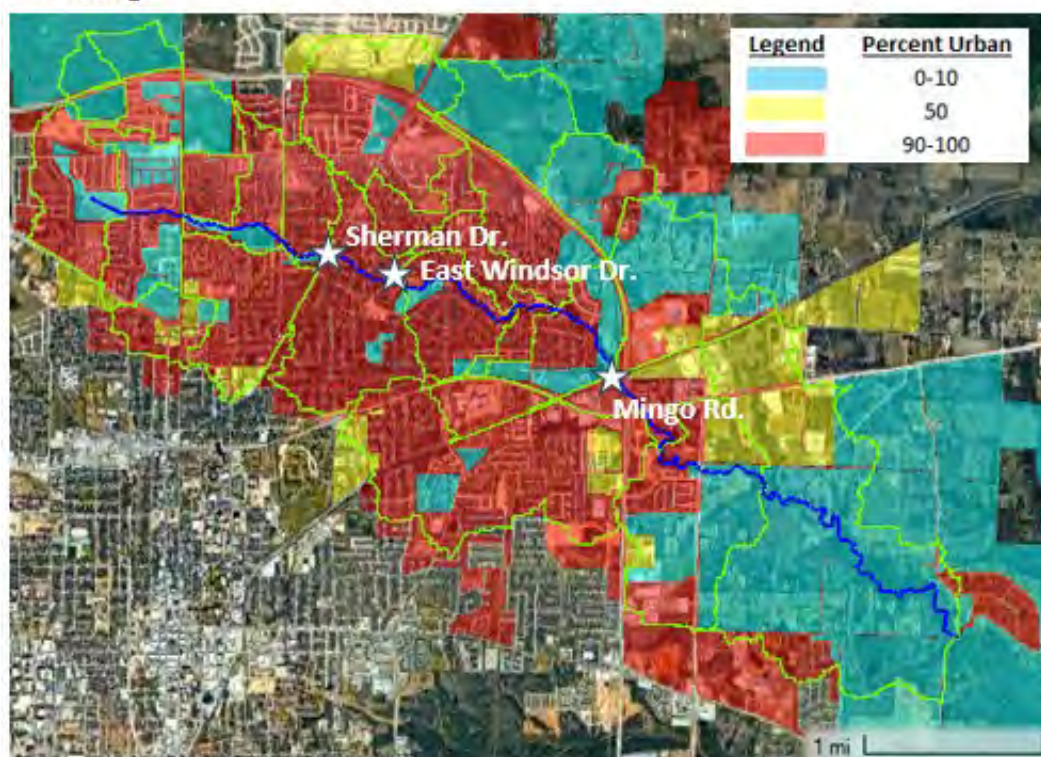 Legend Percent Urban
0-10
50
90-100
Sherman Dr.
East Windsor Dr.
Mingo Rd.
1 mi